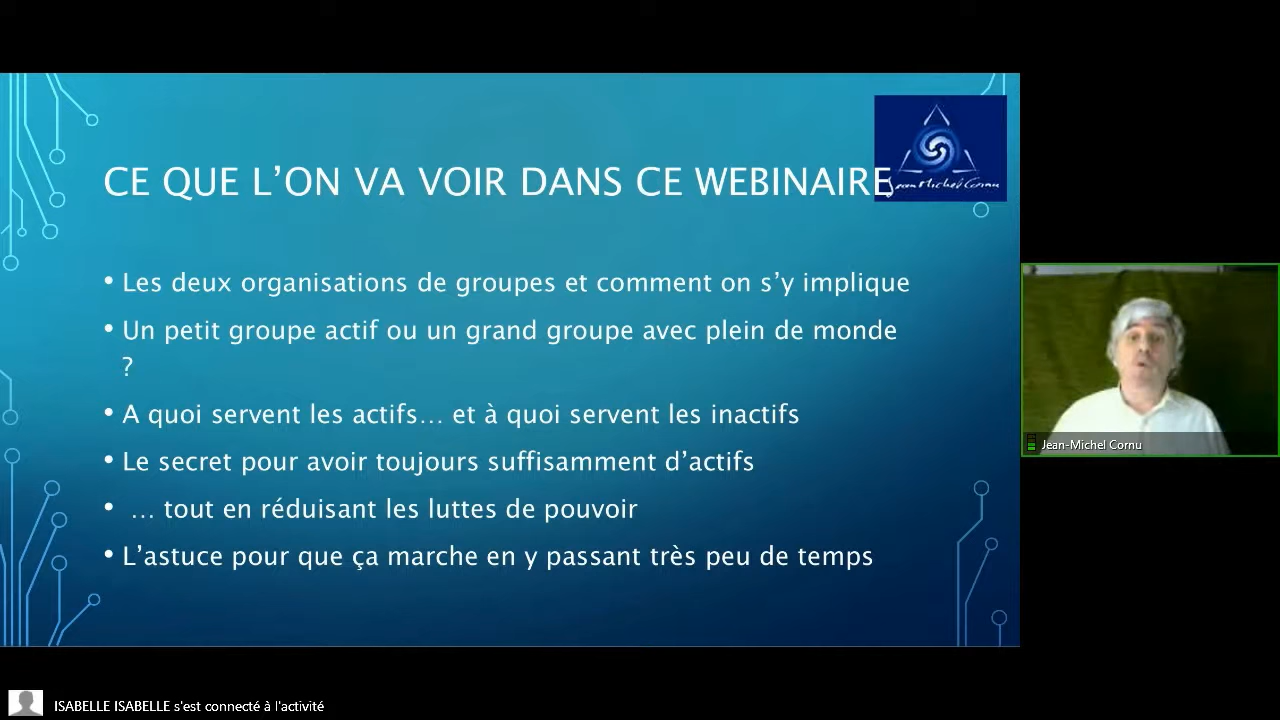 CE QUE L’ON VA VOIR DANS CE WEBINAIRE
Jean Michel Cornu
• Les deux organisations de groupes et comment on s’y implique
• Un petit groupe actif ou un grand groupe avec plein de monde
?
• A quoi servent les actifs… et à quoi servent les inactifs
• Le secret pour avoir toujours suffisamment d’actifs
• … tout en réduisant les luttes de pouvoir
• L’astuce pour que ça marche en y passant très peu de temps
Jean-Michel Cornu
ISABELLE ISABELLE s'est connecté à l'activité